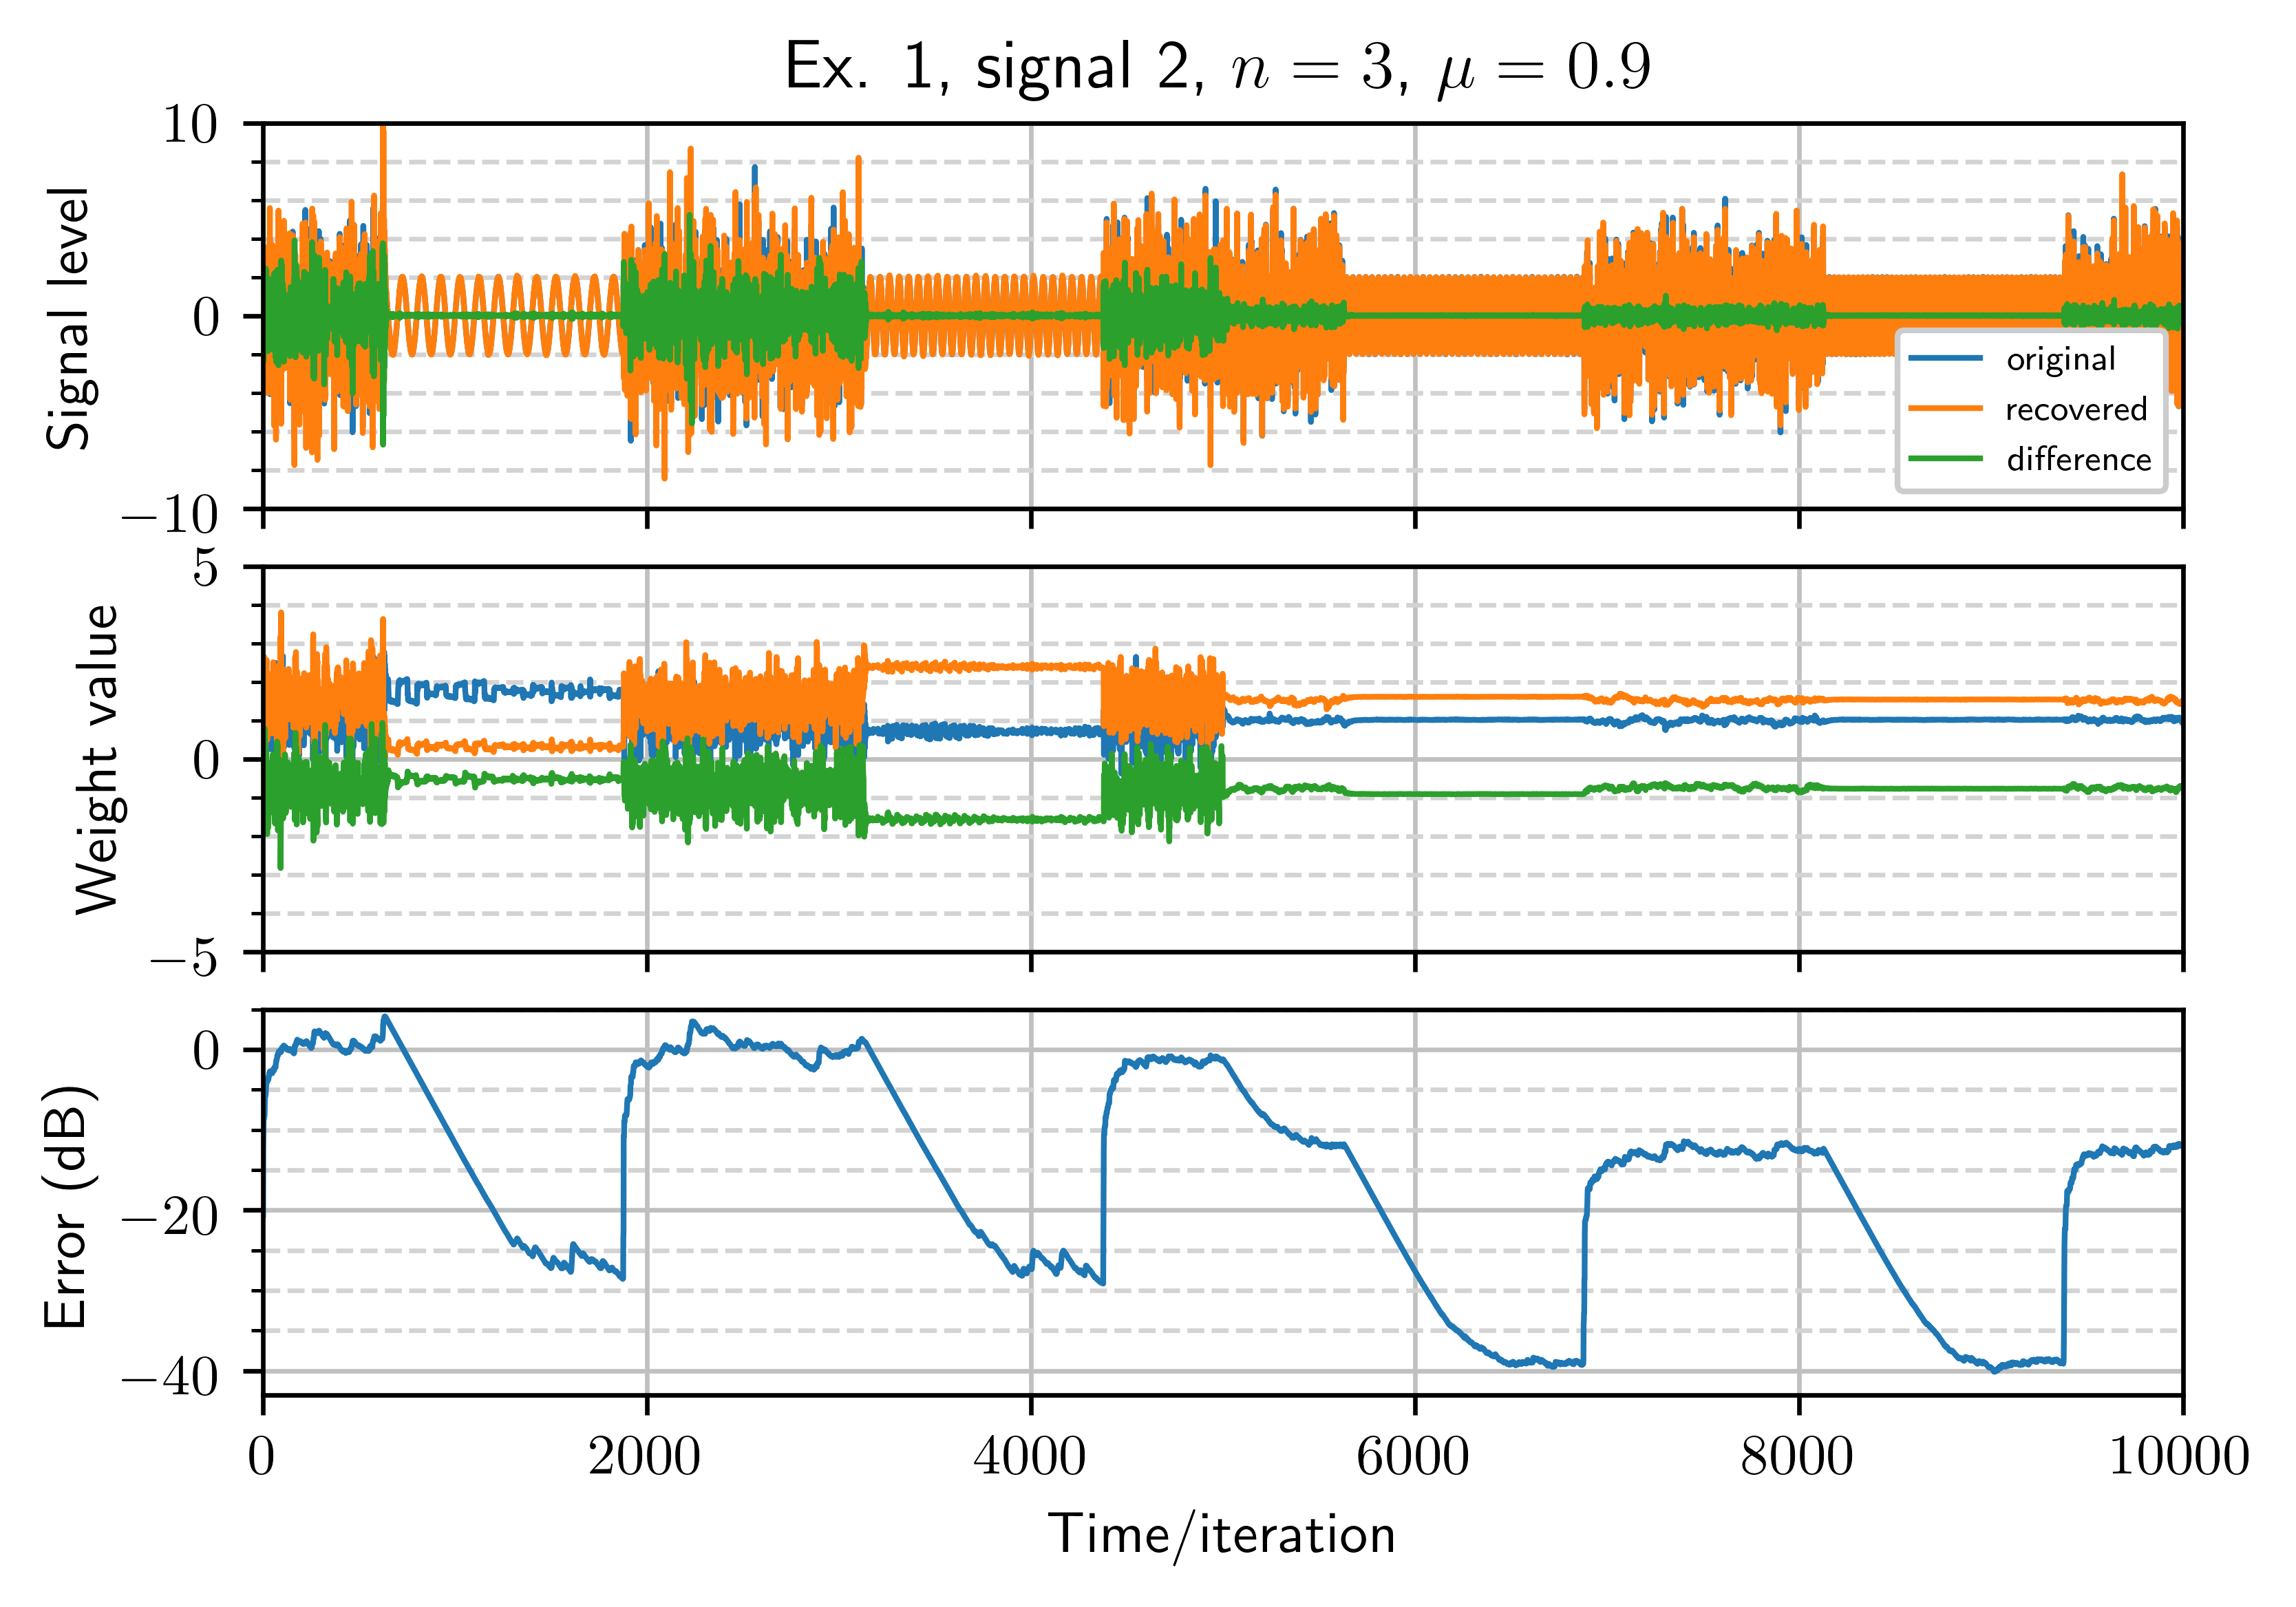 Ex. 1, signal 2, n = 3, μ = 0.9
10
0
−10
Signal level
original
recovered
difference
5
0
−5
Weight value
0
−20
−40
Error (dB)
0 2000 4000 6000 8000 10000
Time/iteration